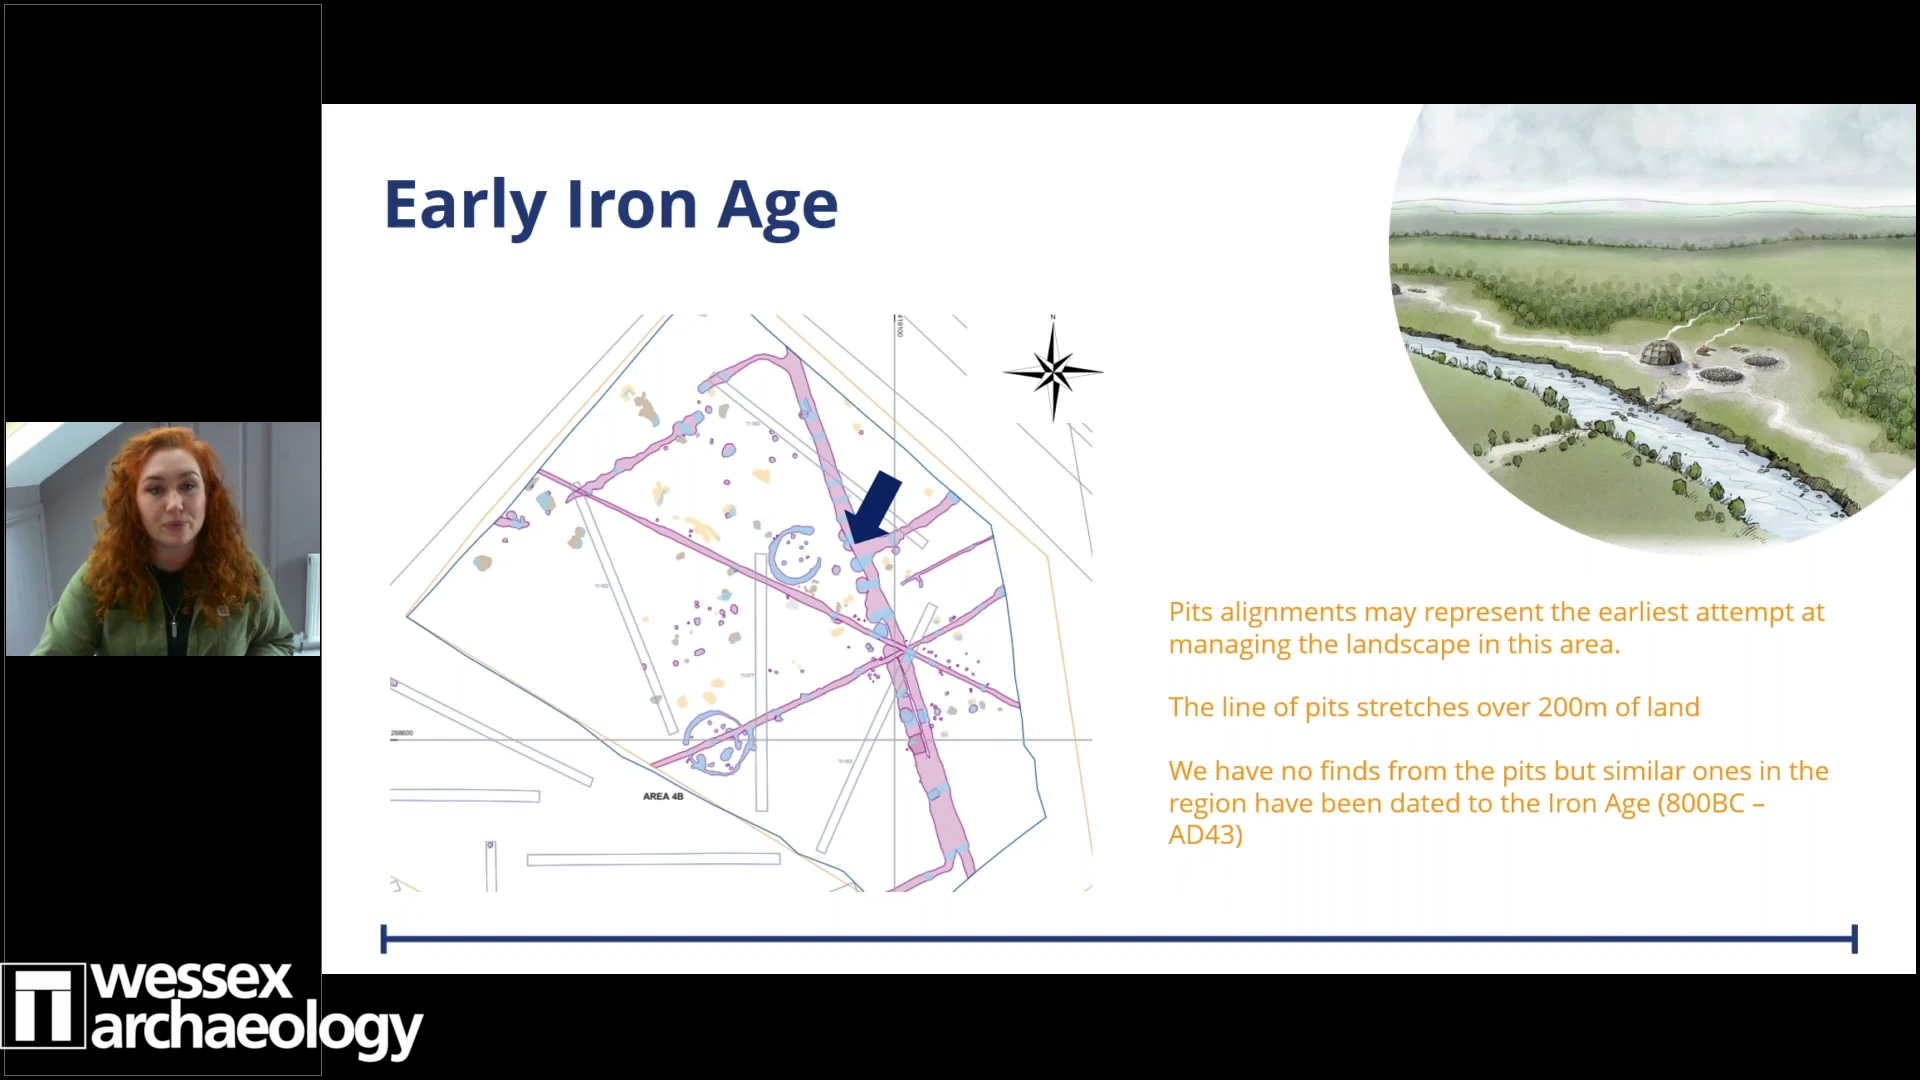 Early Iron Age
N
419100
288600
AREA 4B
Pits alignments may represent the earliest attempt at
managing the landscape in this area.
The line of pits stretches over 200m of land
We have no finds from the pits but similar ones in the
region have been dated to the Iron Age (800BC –
AD43)
wessex
archaeology